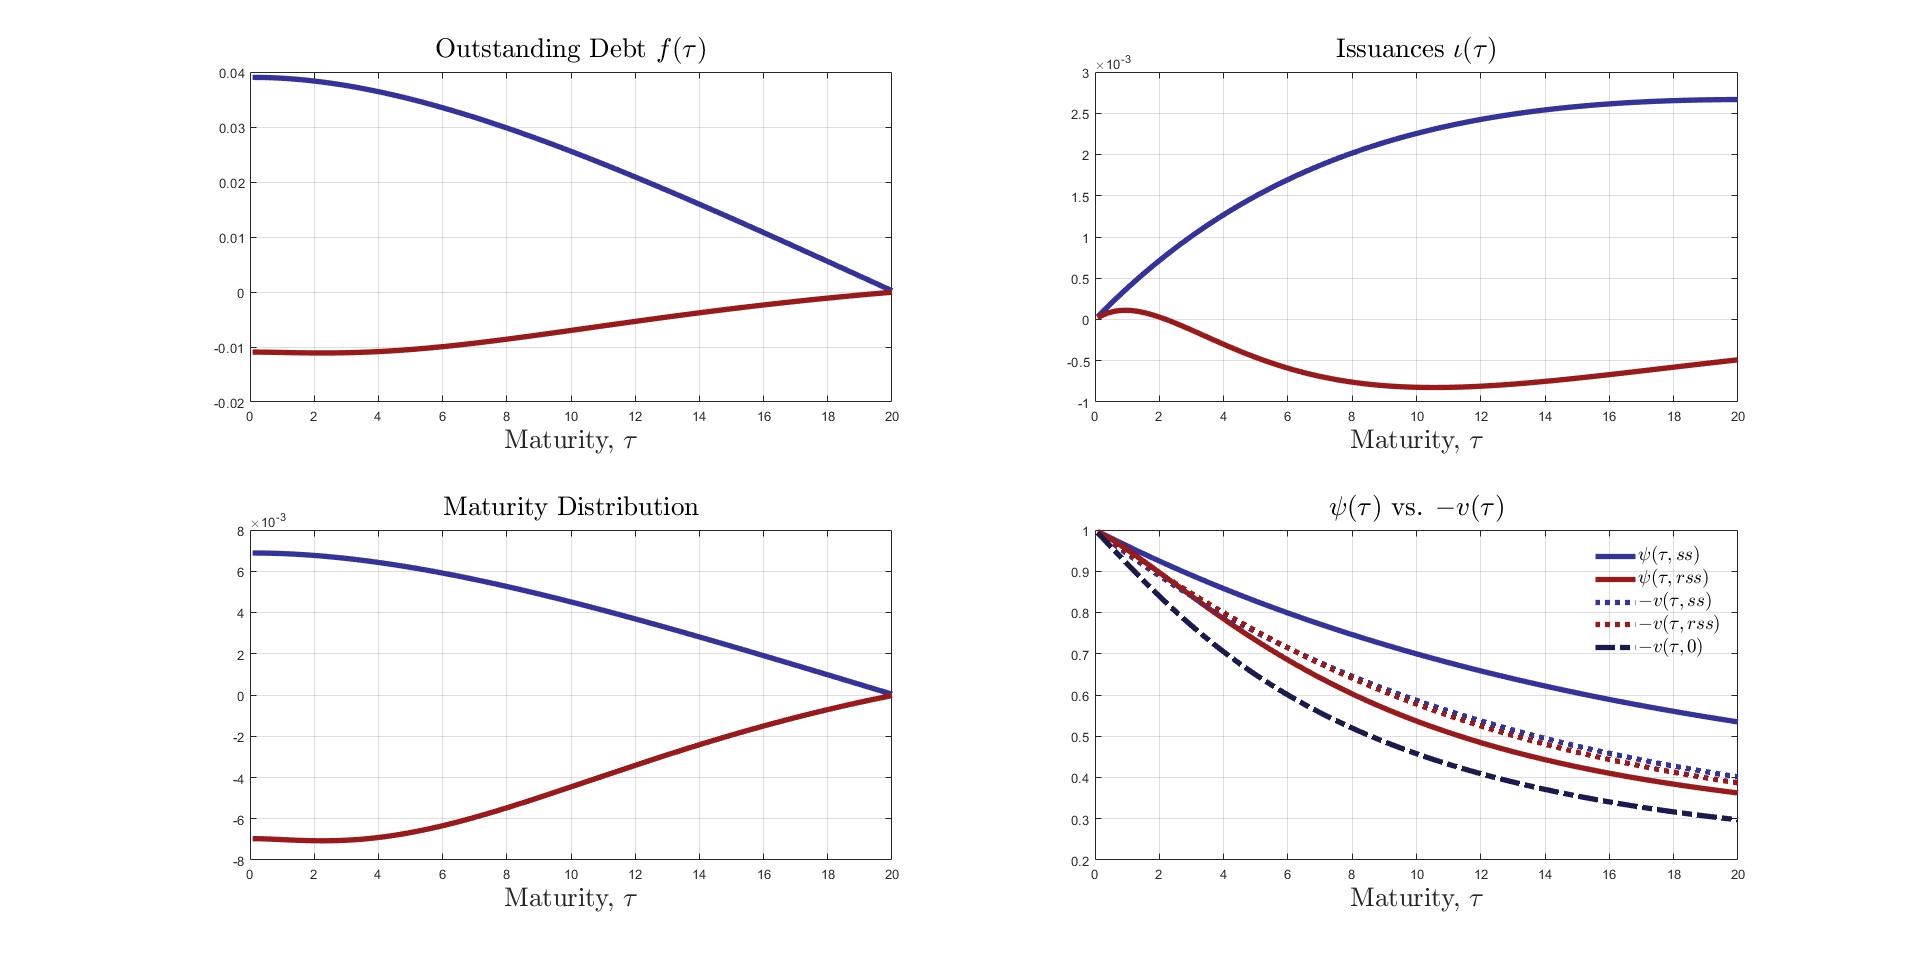 Outstanding Debt f(τ)
0.04
0.03
0.02
0.01
0
-0.01
-0.02
0 2 4 6 8 10 12 14 16 18 20
Maturity, τ
Issuances ι(τ)
×10⁻³
3
2.5
2
1.5
1
0.5
0
-0.5
-1
0 2 4 6 8 10 12 14 16 18 20
Maturity, τ
Maturity Distribution
×10⁻³
8
6
4
2
0
-2
-4
-6
-8
0 2 4 6 8 10 12 14 16 18 20
Maturity, τ
ψ(τ) vs. −v(τ)
1
0.9
0.8
0.7
0.6
0.5
0.4
0.3
0.2
ψ(τ, ss)
ψ(τ, rss)
−v(τ, ss)
−v(τ, rss)
−v(τ, 0)
0 2 4 6 8 10 12 14 16 18 20
Maturity, τ